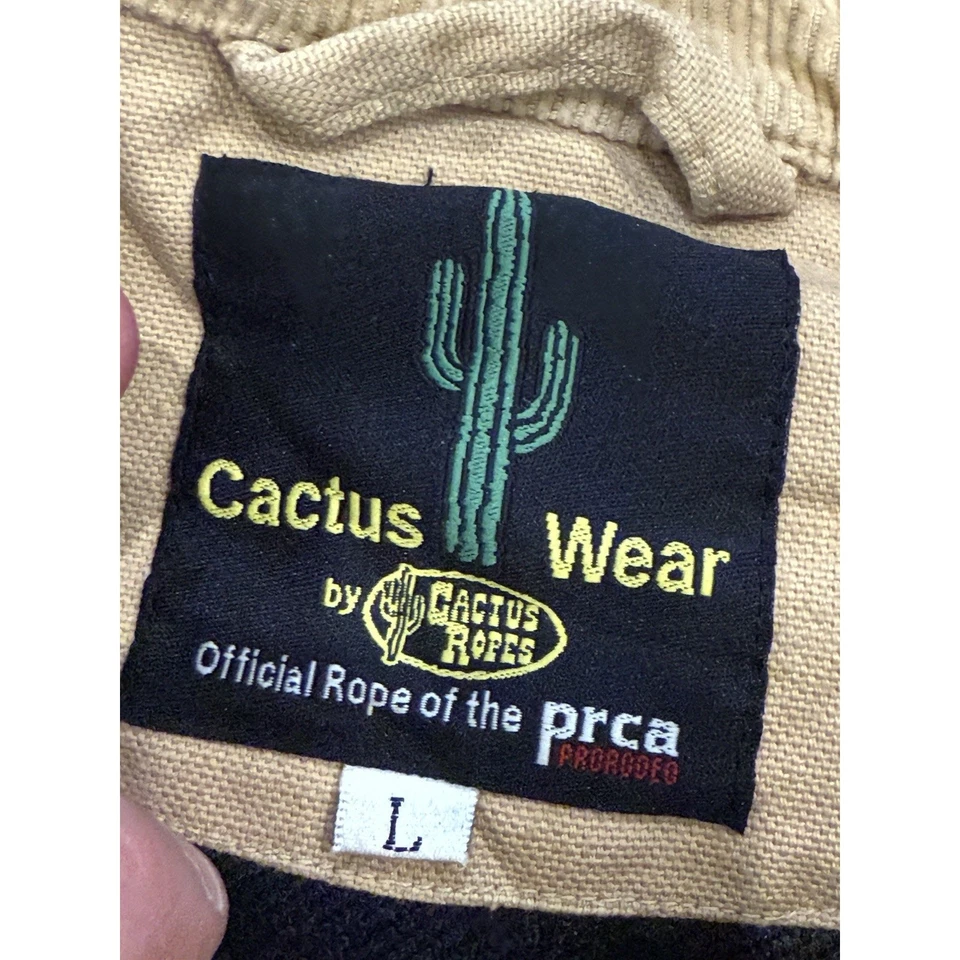 Cactus Wear
by CACTUS
ROPES
Official Rope of the prca
PRORODEO
L